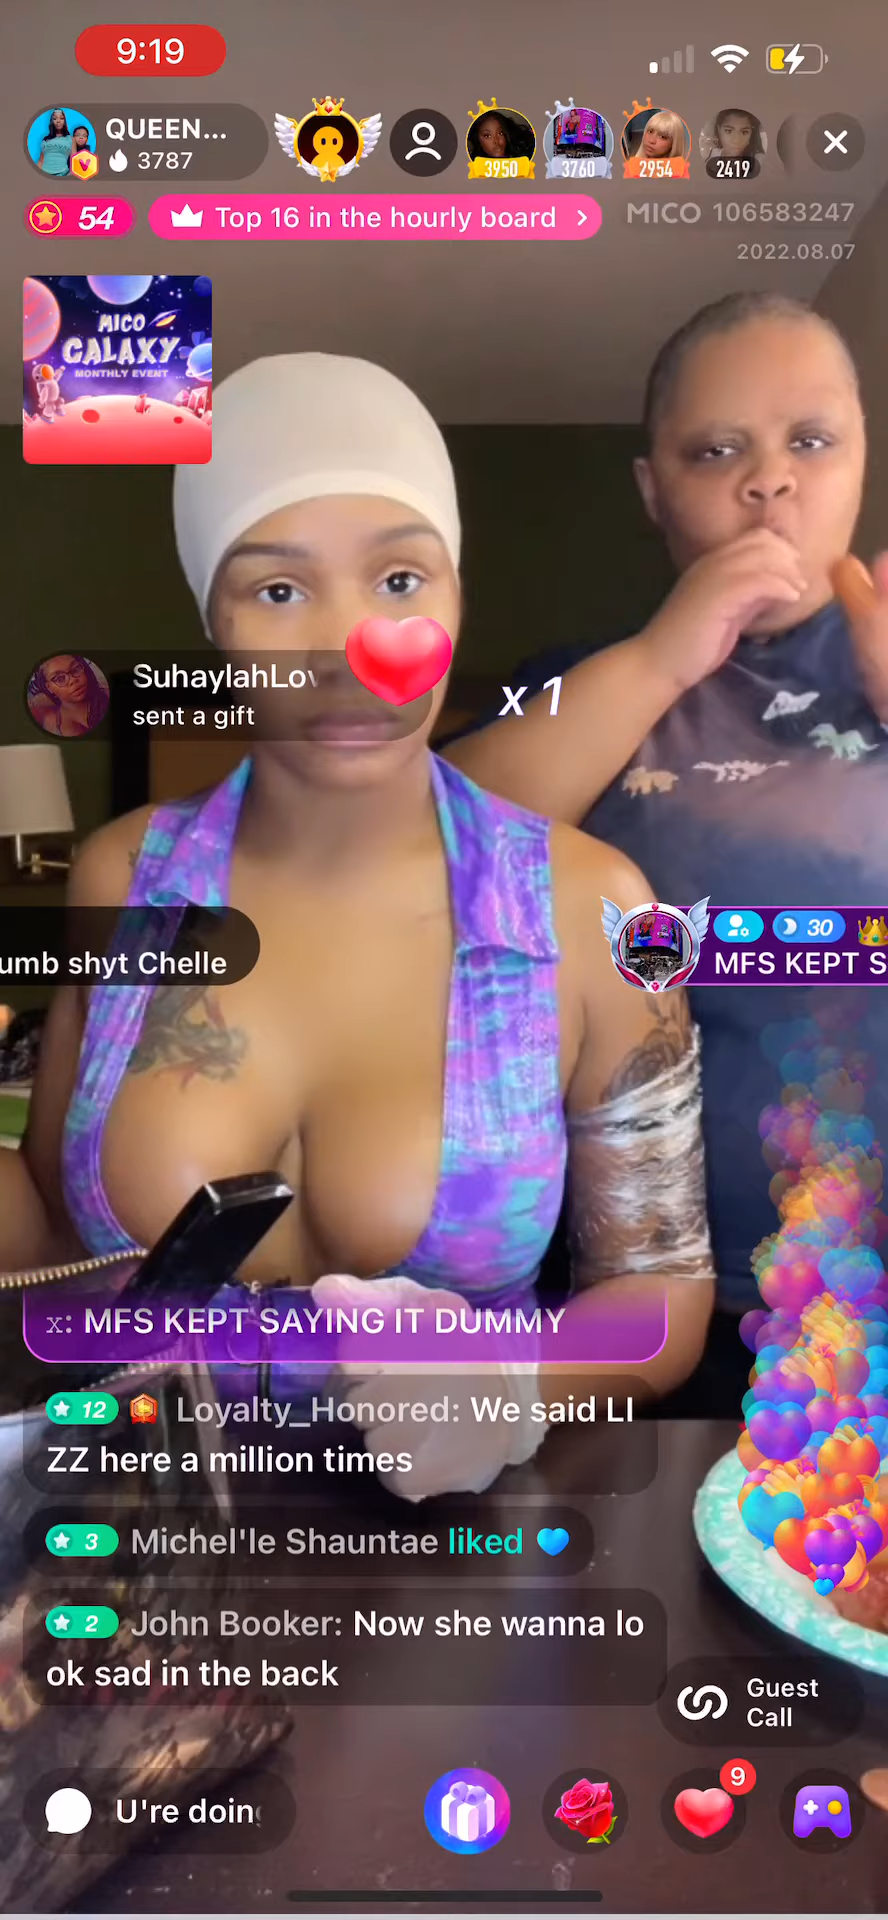 9:19
QUEEN...
3787
3950
3760
2954
2419
54
Top 16 in the hourly board
MICO 106583247
2022.08.07
MICO
GALAXY
MONTHLY EVENT
SuhaylahLov
sent a gift
x 1
30
umb shyt Chelle
MFS KEPT S
x: MFS KEPT SAYING IT DUMMY
12 Loyalty_Honored: We said LI
ZZ here a million times
3 Michel'le Shauntae liked
2 John Booker: Now she wanna lo
ok sad in the back
Guest
Call
U're doing
9